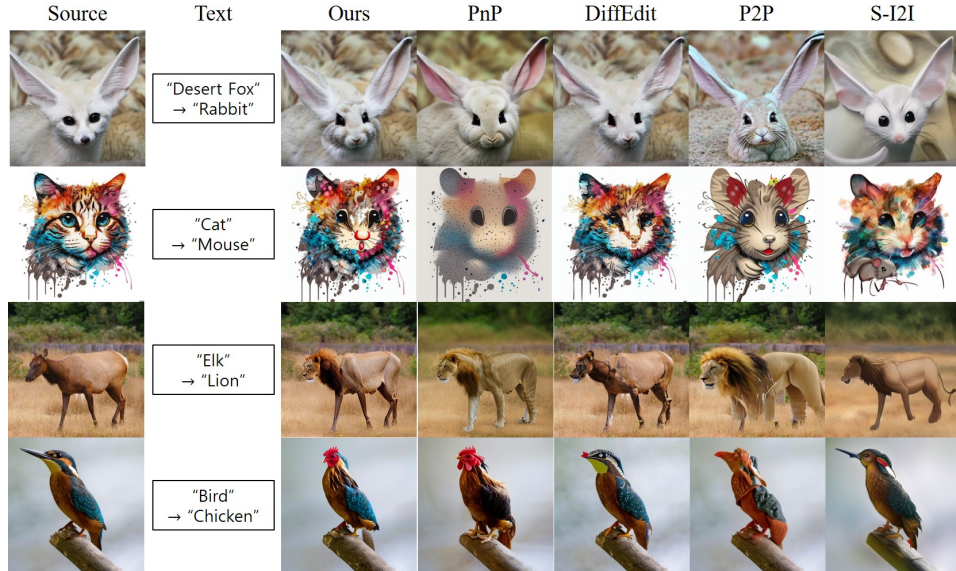 Source Text Ours PnP DiffEdit P2P S-I2I
“Desert Fox”
→ “Rabbit”
“Cat”
→ “Mouse”
“Elk”
→ “Lion”
“Bird”
→ “Chicken”